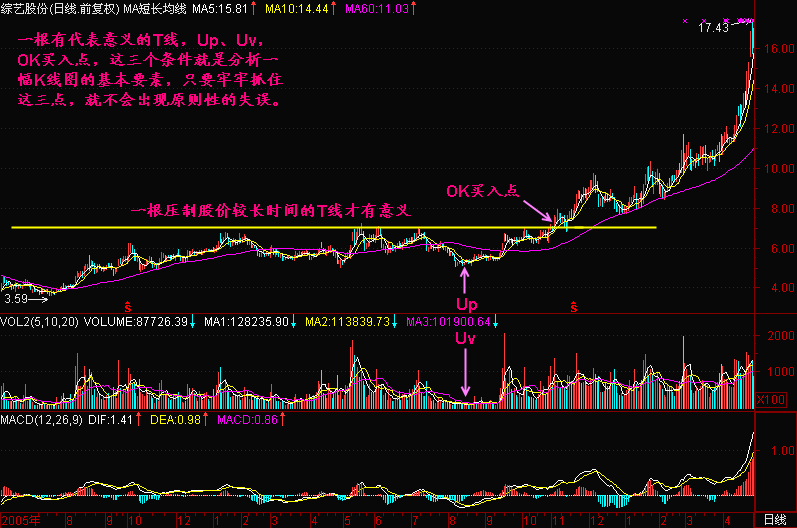 综艺股份(日线.前复权) MA短长均线 MA5:15.81↑ MA10:14.44↑ MA60:11.03↑
一根有代表意义的T线，Up、Uv，
OK买入点，这三个条件就是分析一
幅K线图的基本要素，只要牢牢抓住
这三点，就不会出现原则性的失误。
17.43
16.00
14.00
12.00
10.00
OK买入点
一根压制股价较长时间的T线才有意义
8.00
6.00
4.00
3.59
Up
Š Š
VOL2(5,10,20) VOLUME:87726.39↓ MA1:128235.90↓ MA2:113839.73↓ MA3:101900.64↓
Uv
2000
1000
X100
MACD(12,26,9) DIF:1.41↑ DEA:0.98↑ MACD:0.86↑
1.00
0.00
2005年 8 9 10 12 1 2 3 4 5 6 7 8 9 10 11 12 1 2 3 4 日线